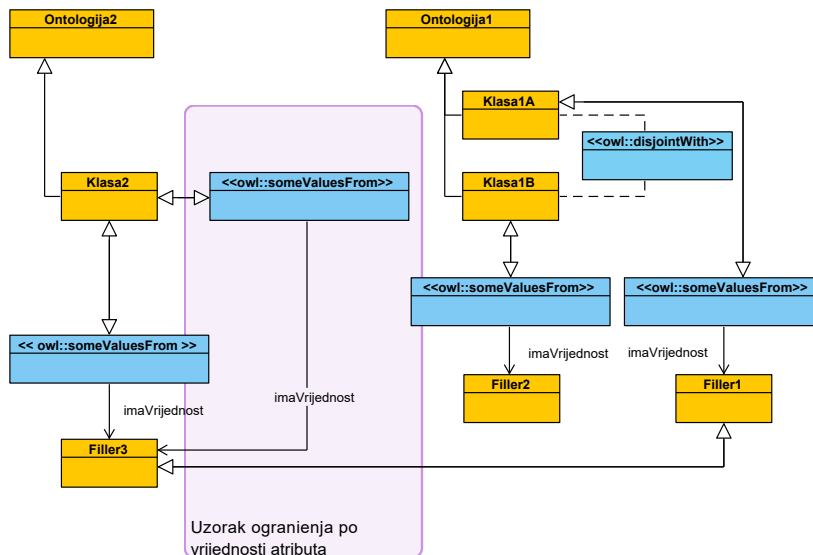 Ontologija2
Ontologija1
Klasa1A
<<owl::disjointWith>>
Klasa2
<<owl::someValuesFrom>>
Klasa1B
<<owl::someValuesFrom>>
<<owl::someValuesFrom>>
<< owl::someValuesFrom >>
imaVrijednost
imaVrijednost
Filler2
Filler1
imaVrijednost
imaVrijednost
Filler3
Uzorak ogranienja po
vrijednosti atributa